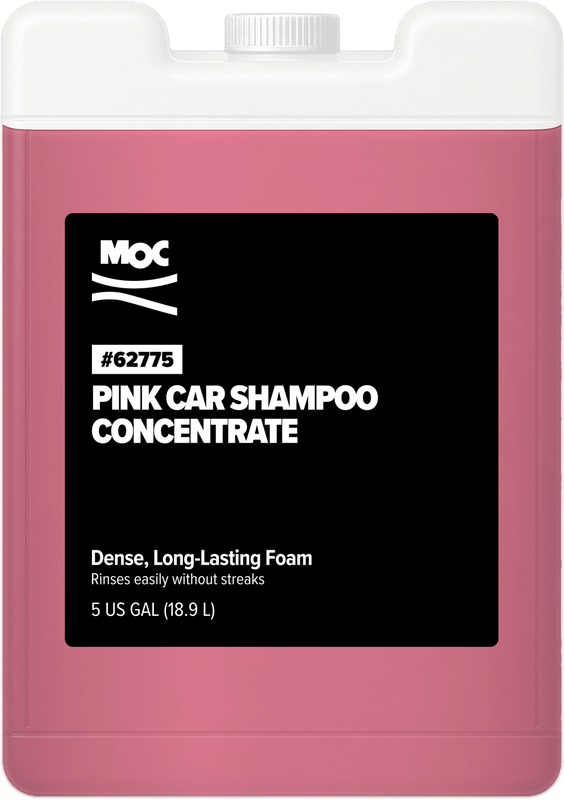 MOC
#62775
PINK CAR SHAMPOO
CONCENTRATE
Dense, Long-Lasting Foam
Rinses easily without streaks
5 US GAL (18.9 L)